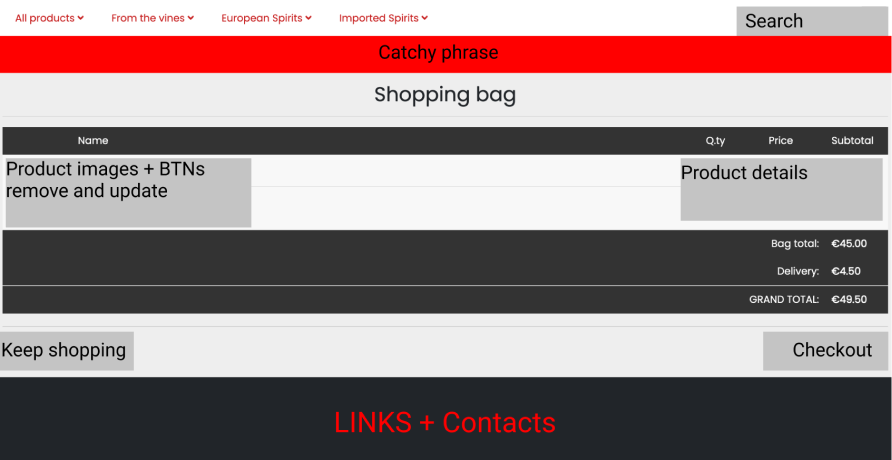 All products From the vines European Spirits Imported Spirits Search
Catchy phrase
Shopping bag
Name Q.ty Price Subtotal
Product images + BTNs
remove and update
Product details
Bag total: €45.00
Delivery: €4.50
GRAND TOTAL: €49.50
Keep shopping Checkout
LINKS + Contacts